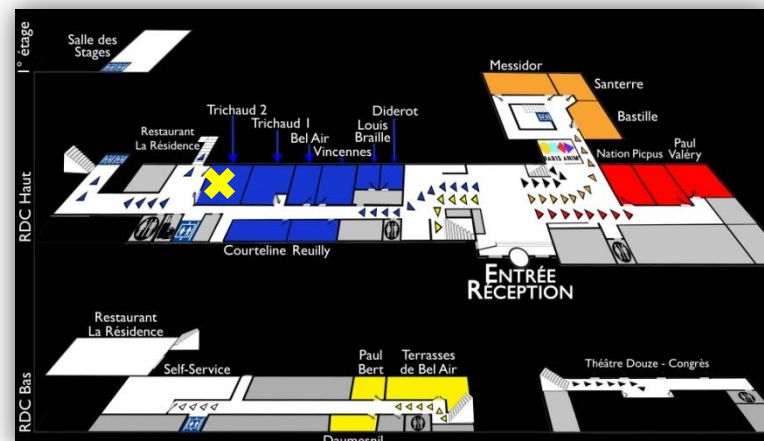 1° étage
Salle des
Stages
Messidor
Santerre
Bastille
Trichaud 2
Trichaud 1
Bel Air
Vincennes
Louis
Braille
Diderot
Restaurant
La Résidence
PARIS ANIM'
Nation Picpus
Paul
Valéry
RDC Haut
Courteline Reuilly
ENTRÉE
RÉCEPTION
Restaurant
La Résidence
RDC Bas
Self-Service
Paul
Bert
Terrasses
de Bel Air
Théâtre Douze - Congrès
Daumesnil